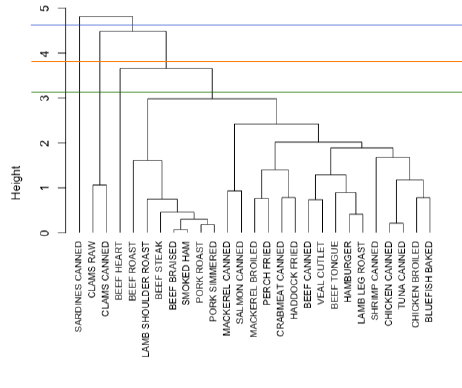 5
4
3
2
1
0
Height
SARDINES CANNED
CLAMS RAW
CLAMS CANNED
BEEF HEART
BEEF ROAST
LAMB SHOULDER ROAST
BEEF STEAK
BEEF BRAISED
SMOKED HAM
PORK ROAST
PORK SIMMERED
MACKEREL CANNED
SALMON CANNED
MACKEREL BROILED
PERCH FRIED
CRABMEAT CANNED
HADDOCK FRIED
BEEF CANNED
VEAL CUTLET
BEEF TONGUE
HAMBURGER
LAMB LEG ROAST
SHRIMP CANNED
CHICKEN CANNED
TUNA CANNED
CHICKEN BROILED
BLUEFISH BAKED